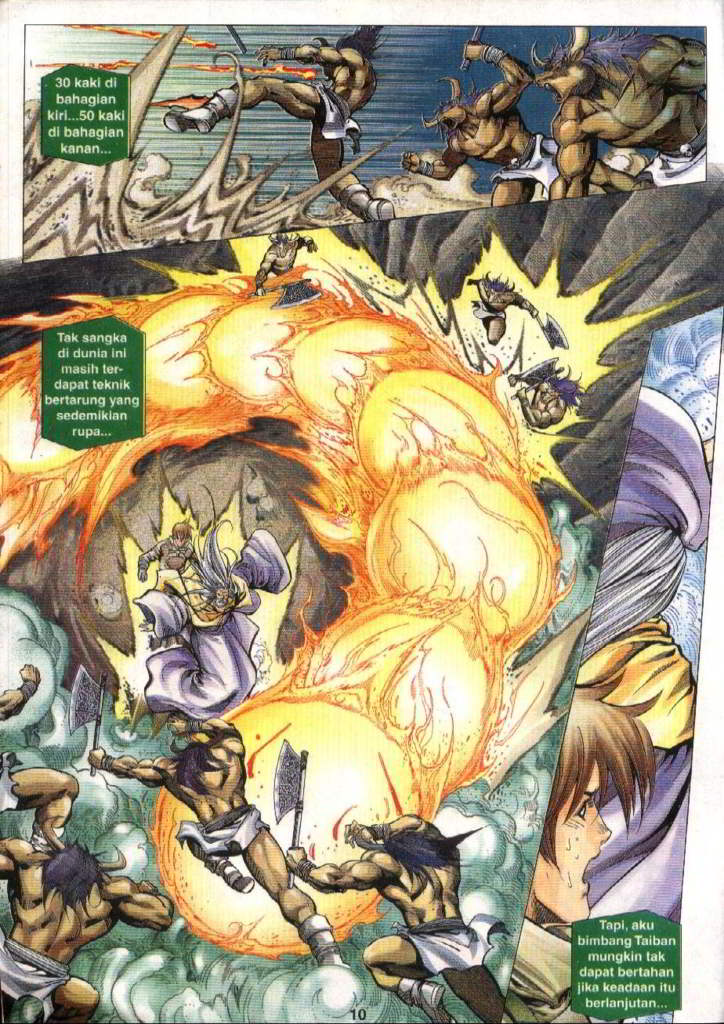 30 kaki di
bahagian
kiri...50 kaki
di bahagian
kanan...
Tak sangka
di dunia ini
masih ter-
dapat teknik
bertarung yang
sedemikian
rupa...
Tapi, aku
bimbang Taiban
mungkin tak
dapat bertahan
jika keadaan itu
berlanjutan...
10